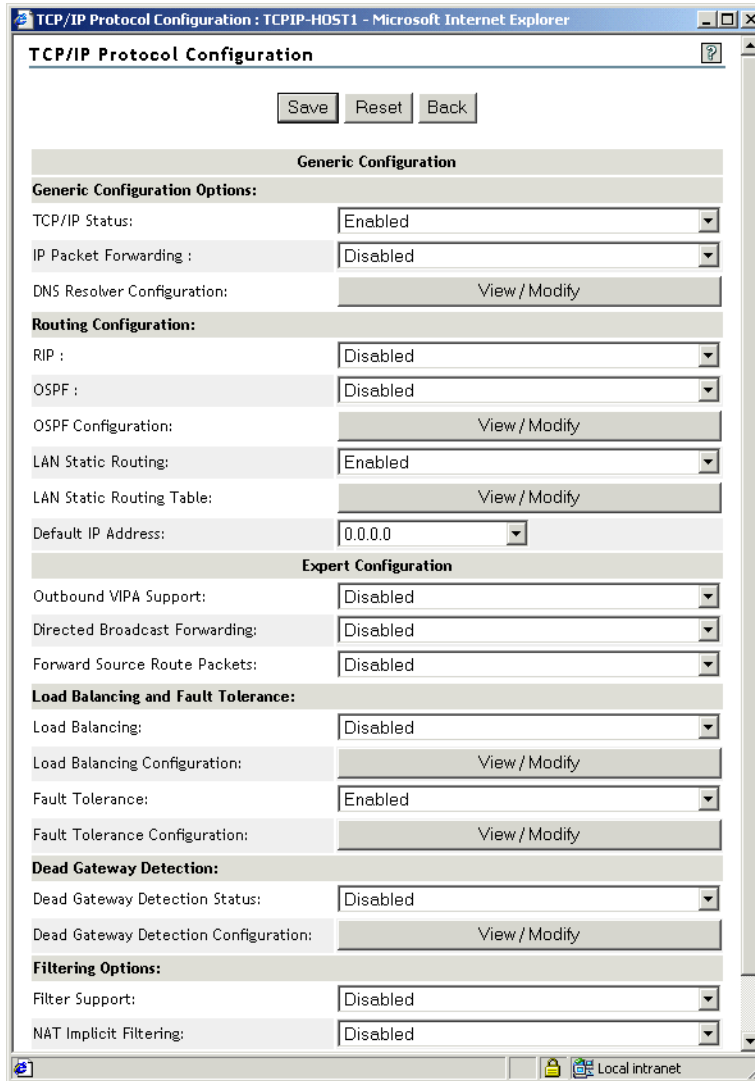 TCP/IP Protocol Configuration : TCPIP-HOST1 - Microsoft Internet Explorer
TCP/IP Protocol Configuration
?
Save Reset Back
Generic Configuration
Generic Configuration Options:
TCP/IP Status: Enabled
IP Packet Forwarding : Disabled
DNS Resolver Configuration: View / Modify
Routing Configuration:
RIP : Disabled
OSPF : Disabled
OSPF Configuration: View / Modify
LAN Static Routing: Enabled
LAN Static Routing Table: View / Modify
Default IP Address: 0.0.0.0
Expert Configuration
Outbound VIPA Support: Disabled
Directed Broadcast Forwarding: Disabled
Forward Source Route Packets: Disabled
Load Balancing and Fault Tolerance:
Load Balancing: Disabled
Load Balancing Configuration: View / Modify
Fault Tolerance: Enabled
Fault Tolerance Configuration: View / Modify
Dead Gateway Detection:
Dead Gateway Detection Status: Disabled
Dead Gateway Detection Configuration: View / Modify
Filtering Options:
Filter Support: Disabled
NAT Implicit Filtering: Disabled
Local intranet